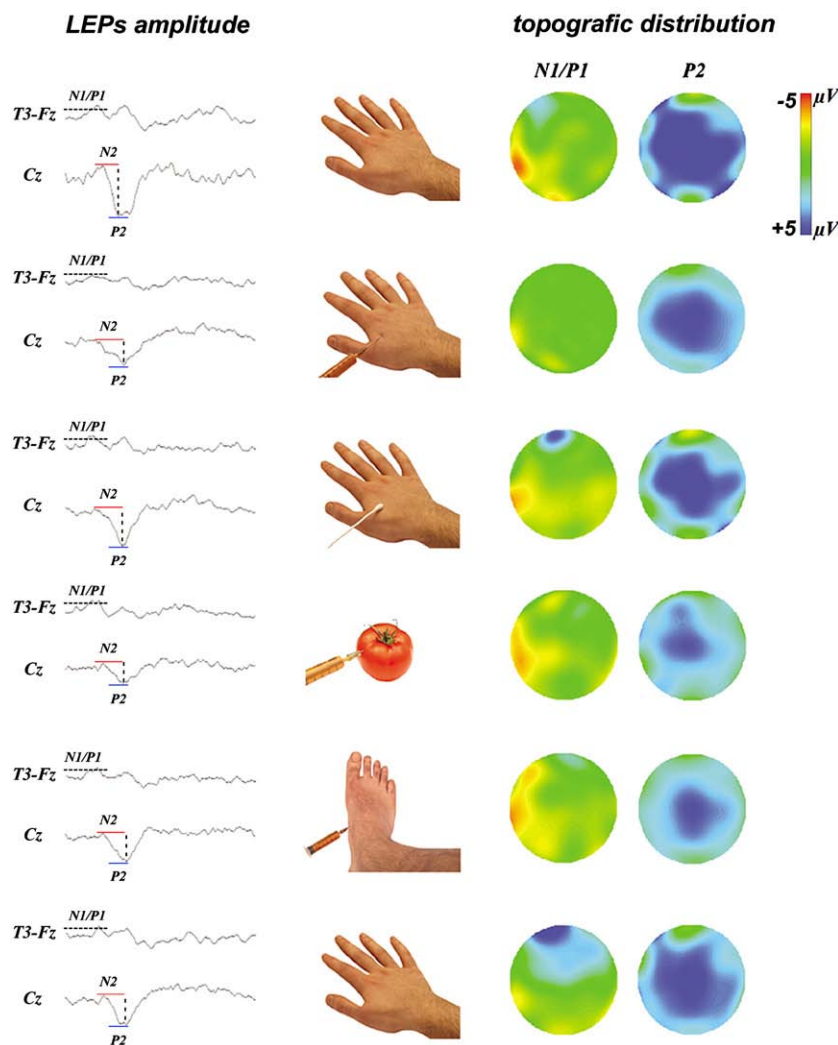 LEPs amplitude
topografic distribution
N1/P1
P2
N1/P1
T3-Fz
N2
Cz
P2
-5 µV
+5 µV
N1/P1
T3-Fz
N2
Cz
P2
N1/P1
T3-Fz
N2
Cz
P2
N1/P1
T3-Fz
N2
Cz
P2
N1/P1
T3-Fz
N2
Cz
P2
N1/P1
T3-Fz
N2
Cz
P2